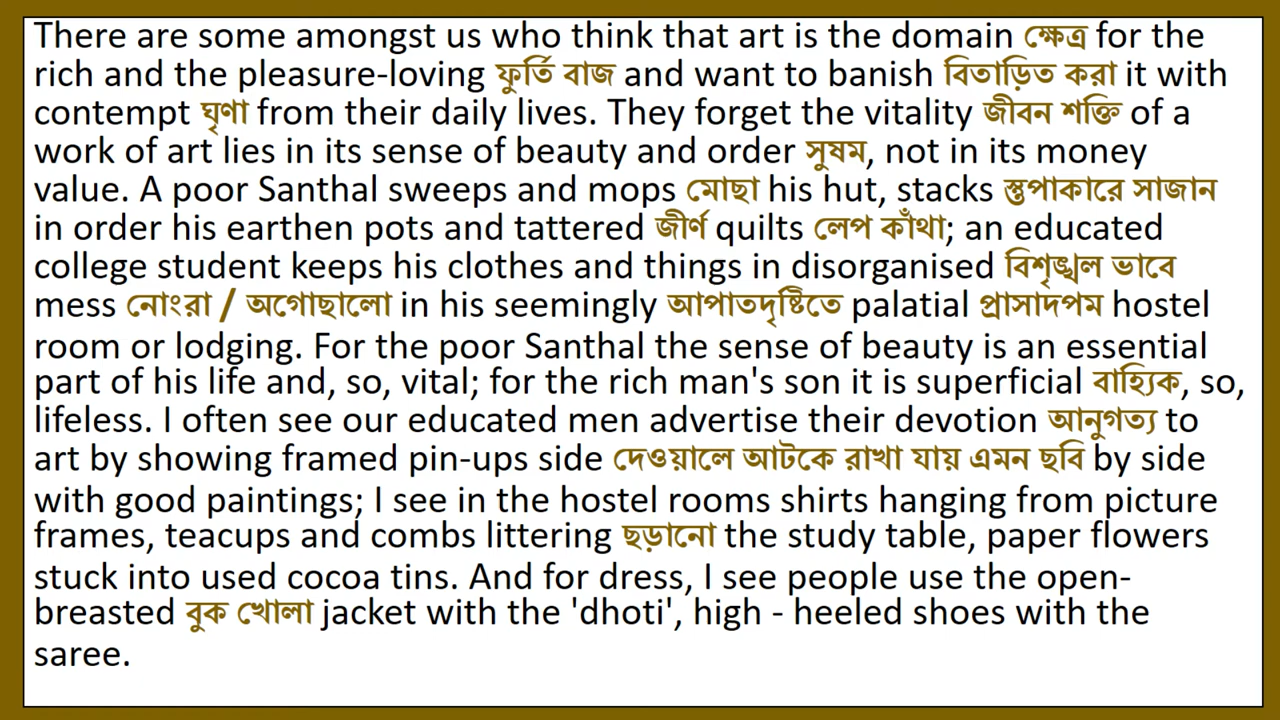 There are some amongst us who think that art is the domain ক্ষেত্র for the
rich and the pleasure-loving ফুর্তি বাজ and want to banish বিতাড়িত করা it with
contempt ঘৃণা from their daily lives. They forget the vitality জীবন শক্তি of a
work of art lies in its sense of beauty and order সুষম, not in its money
value. A poor Santhal sweeps and mops মোছা his hut, stacks স্তুপাকারে সাজান
in order his earthen pots and tattered জীর্ণ quilts লেপ কাঁথা; an educated
college student keeps his clothes and things in disorganised বিশৃঙ্খল ভাবে
mess নোংরা / অগোছালো in his seemingly আপাতদৃষ্টিতে palatial প্রাসাদপম hostel
room or lodging. For the poor Santhal the sense of beauty is an essential
part of his life and, so, vital; for the rich man's son it is superficial বাহ্যিক, so,
lifeless. I often see our educated men advertise their devotion আনুগত্য to
art by showing framed pin-ups side দেওয়ালে আটকে রাখা যায় এমন ছবি by side
with good paintings; I see in the hostel rooms shirts hanging from picture
frames, teacups and combs littering ছড়ানো the study table, paper flowers
stuck into used cocoa tins. And for dress, I see people use the open-
breasted বুক খোলা jacket with the 'dhoti', high - heeled shoes with the
saree.